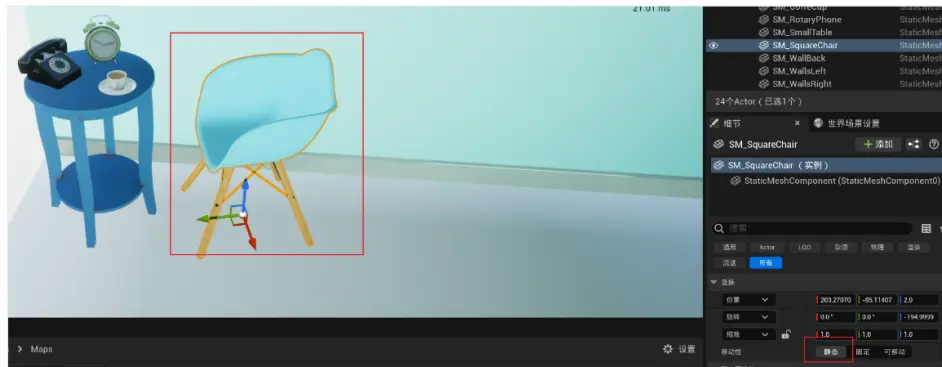 21.01 ms
SM_CoffeeCup
SM_RotaryPhone StaticMesh
SM_SmallTable StaticMesh
SM_SquareChair StaticMesh
SM_WallBack StaticMesh
SM_WallsLeft StaticMesh
SM_WallsRight StaticMesh
24个Actor（已选1个）
细节 × 世界场景设置
SM_SquareChair + 添加
SM_SquareChair （实例）
StaticMeshComponent (StaticMeshComponent0)
搜索
通用 Actor LOD 杂项 物理 渲染
流送 所有
变换
位置 203.27070 -85.11407 2.0
旋转 0.0° 0.0° -194.9999
缩放 1.0 1.0 1.0
移动性 静态 固定 可移动
Maps 设置